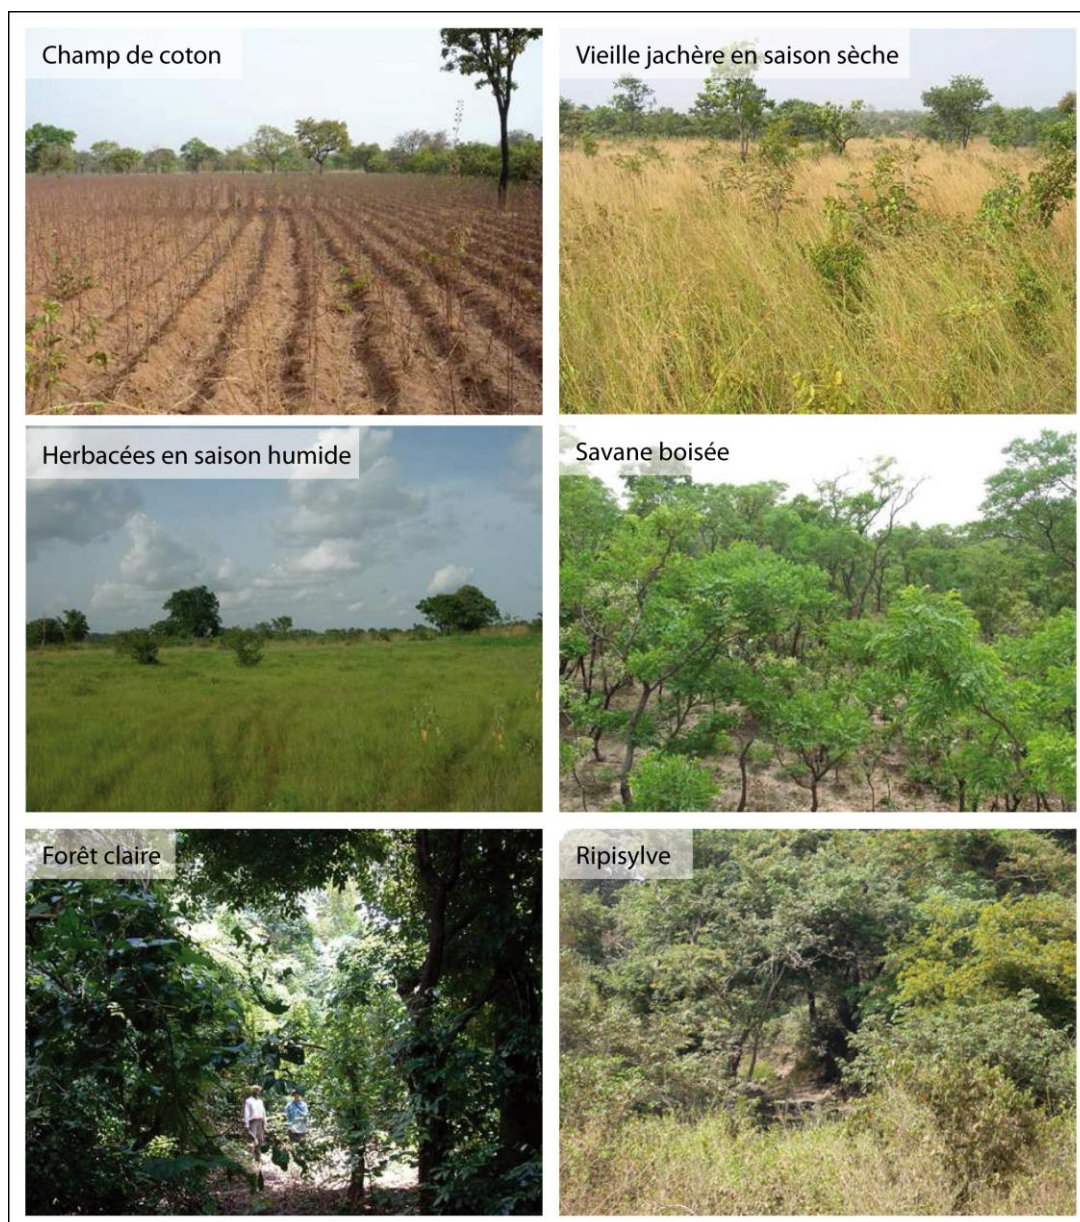 Champ de coton
Vieille jachère en saison sèche
Herbacées en saison humide
Savane boisée
Forêt claire
Ripisylve